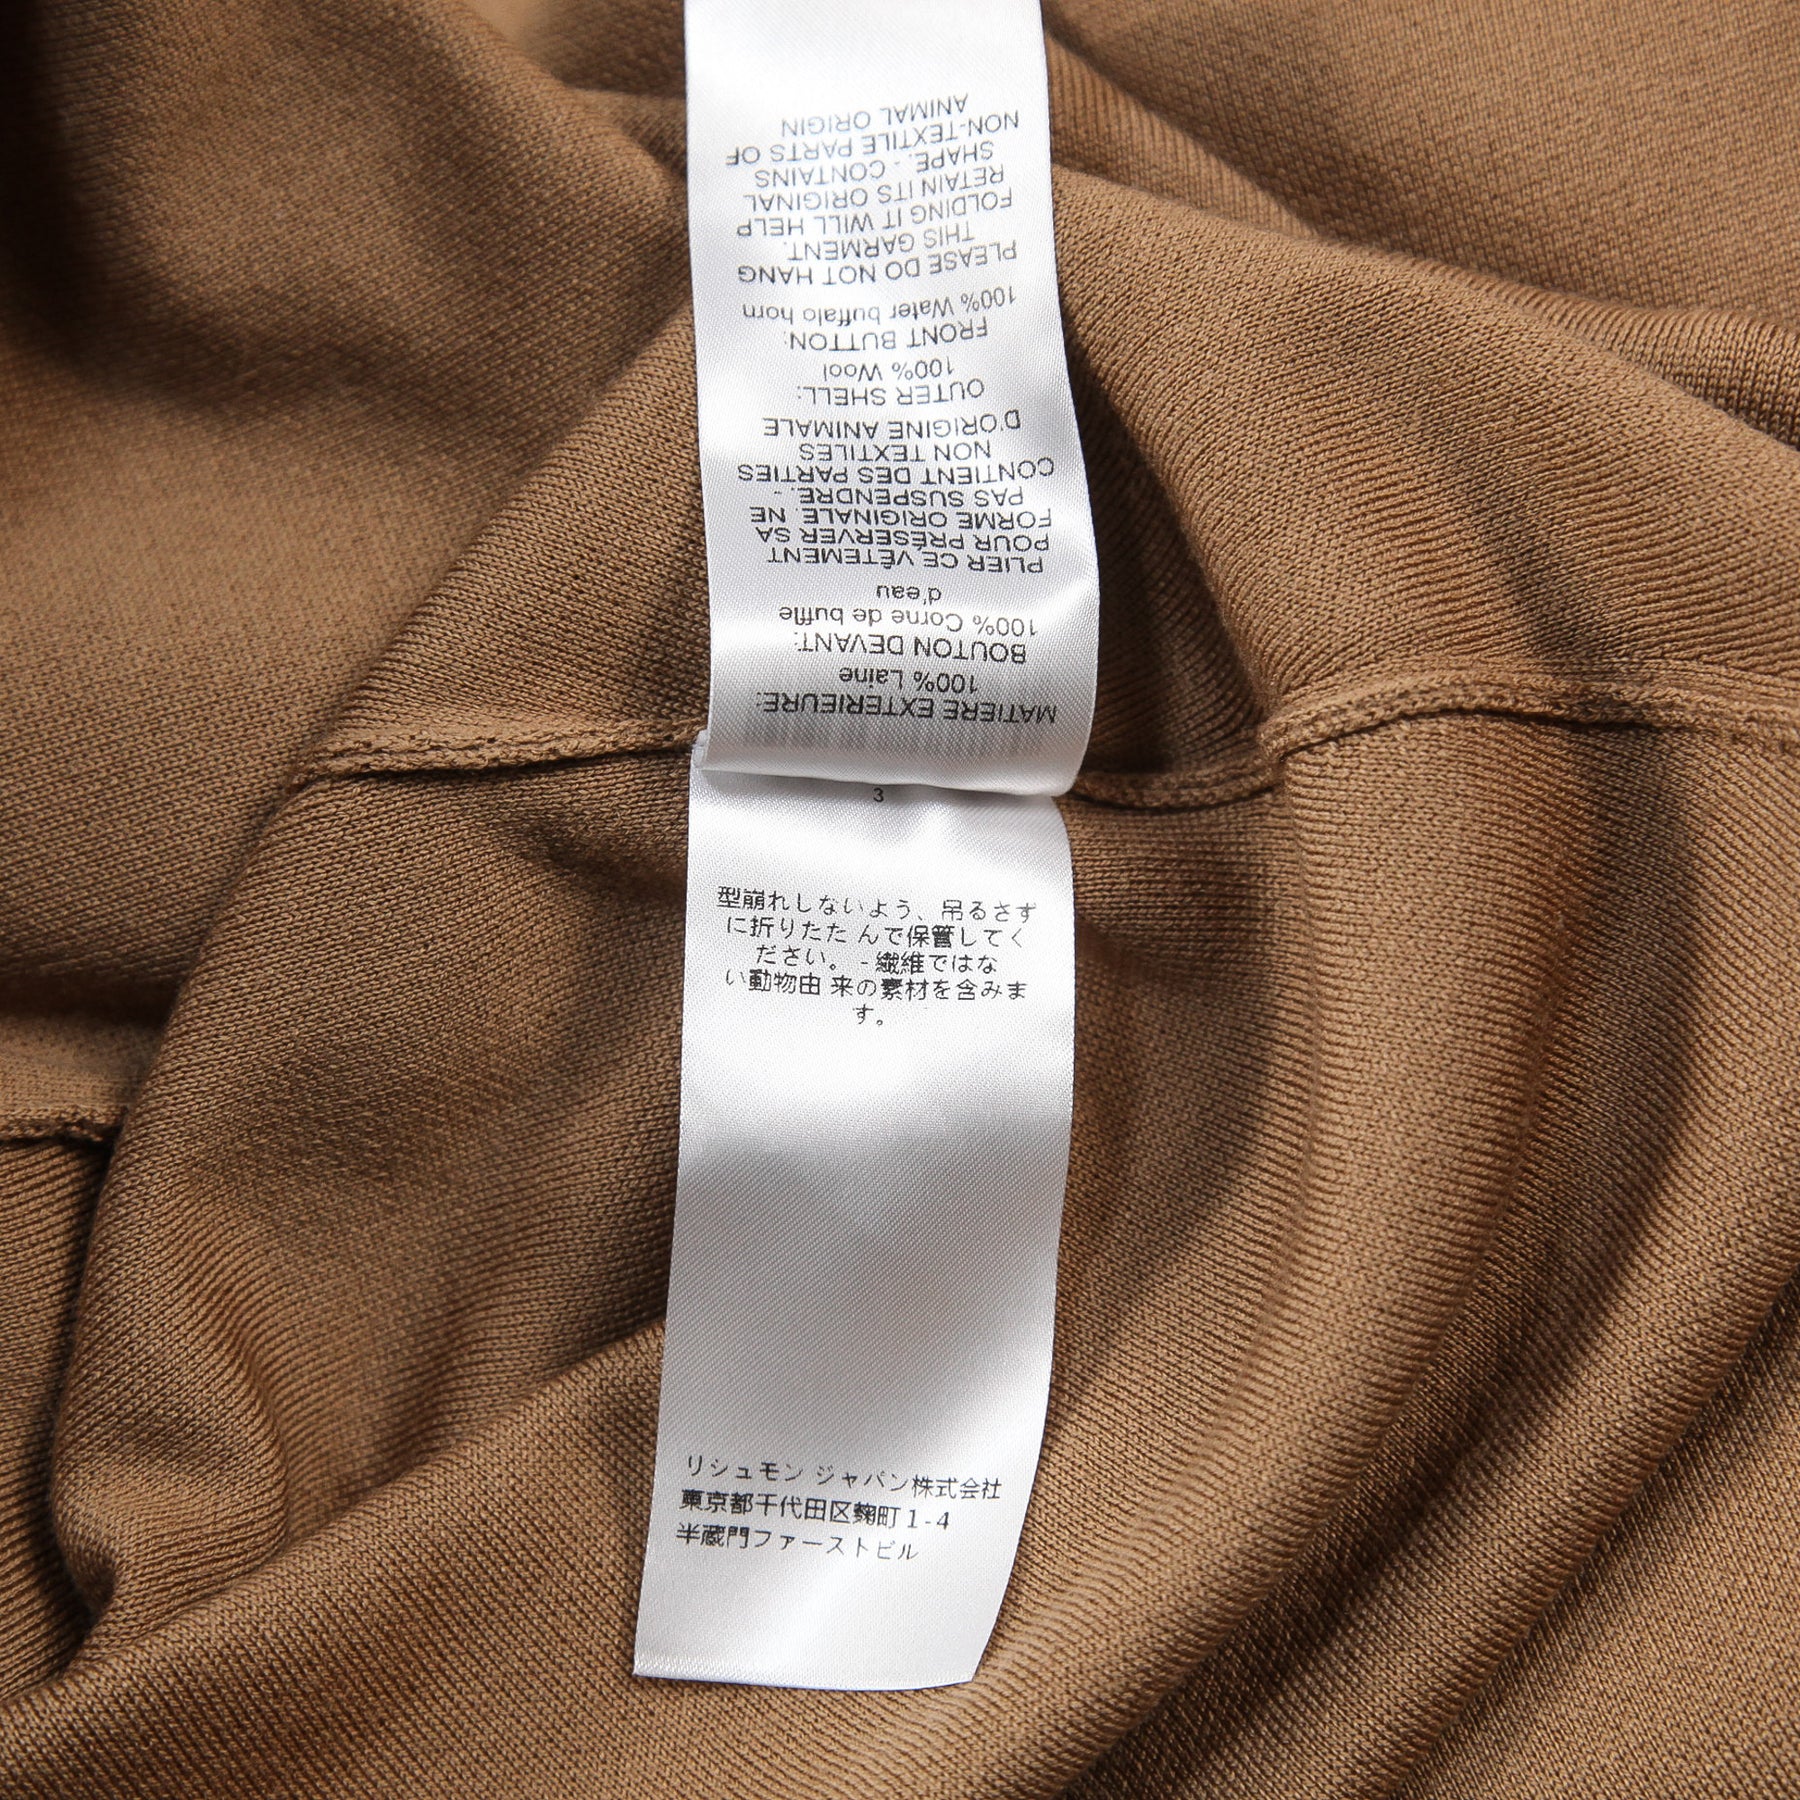 MATIERE EXTERIEURE:
100% Laine
BOUTON DEVANT:
100% Corne de buffle
d'eau
PLIER CE VÊTEMENT
POUR PRÉSERVER SA
FORME ORIGINALE. NE
PAS SUSPENDRE. -
CONTIENT DES PARTIES
NON TEXTILES
D'ORIGINE ANIMALE
OUTER SHELL:
100% Wool
FRONT BUTTON:
100% Water buffalo horn
PLEASE DO NOT HANG
THIS GARMENT.
FOLDING IT WILL HELP
RETAIN ITS ORIGINAL
SHAPE. - CONTAINS
NON-TEXTILE PARTS OF
ANIMAL ORIGIN
3
型崩れしないよう、吊るさず
に折りたた んで保管してく
ださい。 - 繊維ではな
い動物由 来の素材を含みま
す。
リシュモン ジャパン株式会社
東京都千代田区麹町 1-4
半蔵門ファーストビル